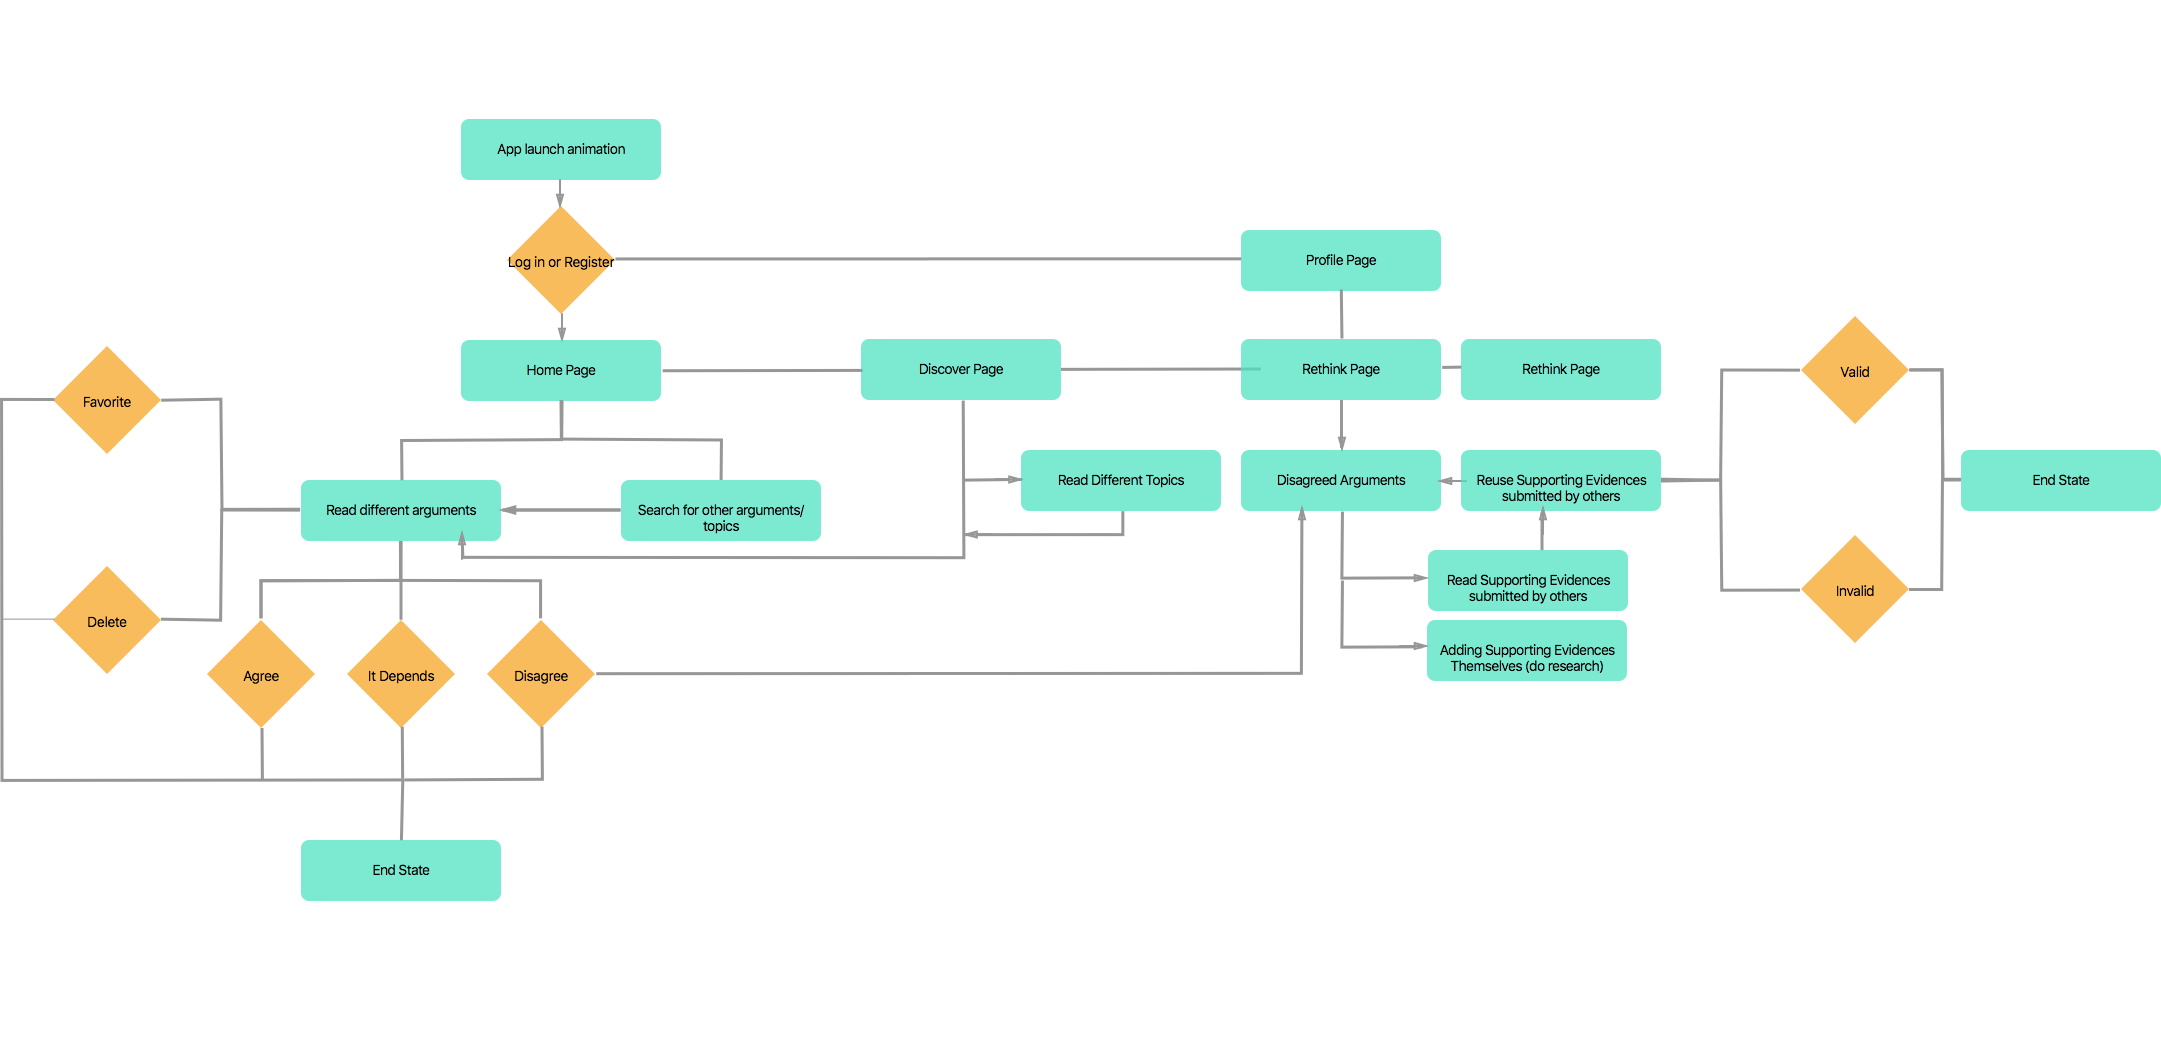 App launch animation
Log in or Register
Profile Page
Home Page
Discover Page
Rethink Page
Rethink Page
Valid
Favorite
Read different arguments
Search for other arguments/
topics
Read Different Topics
Disagreed Arguments
Reuse Supporting Evidences
submitted by others
End State
Read Supporting Evidences
submitted by others
Invalid
Delete
Adding Supporting Evidences
Themselves (do research)
Agree
It Depends
Disagree
End State